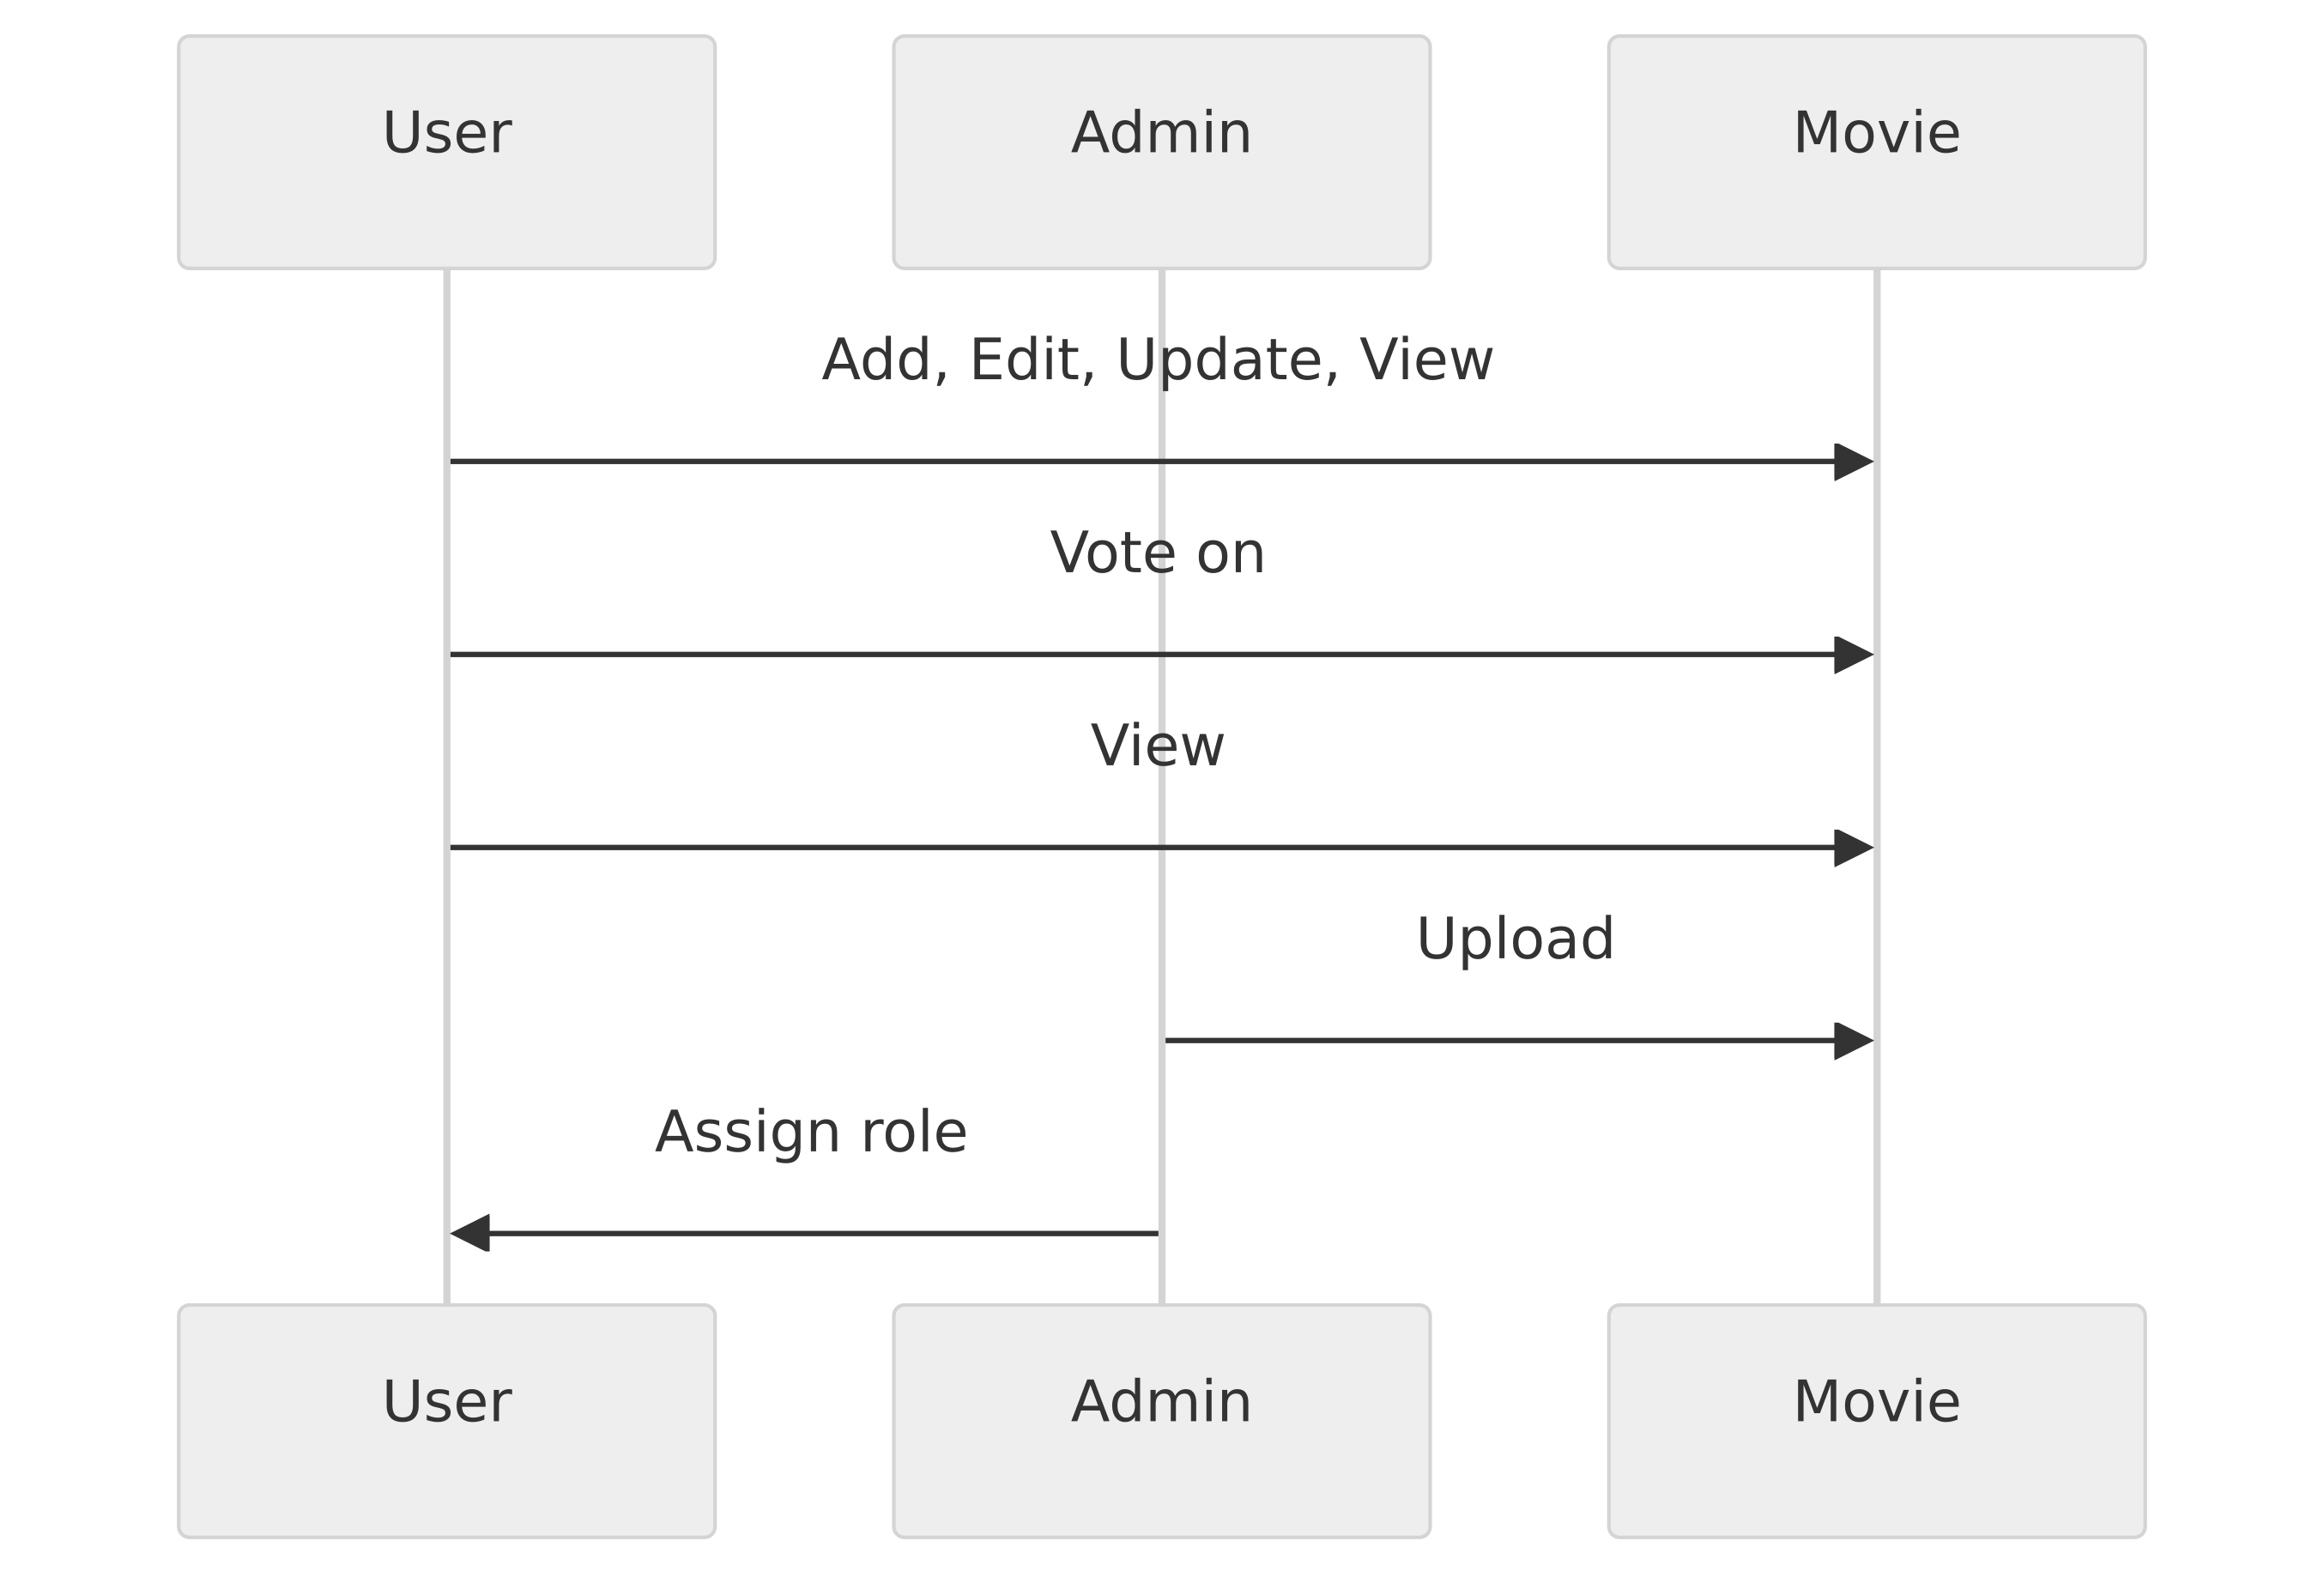 User
Admin
Movie
Add, Edit, Update, View
Vote on
View
Upload
Assign role
User
Admin
Movie